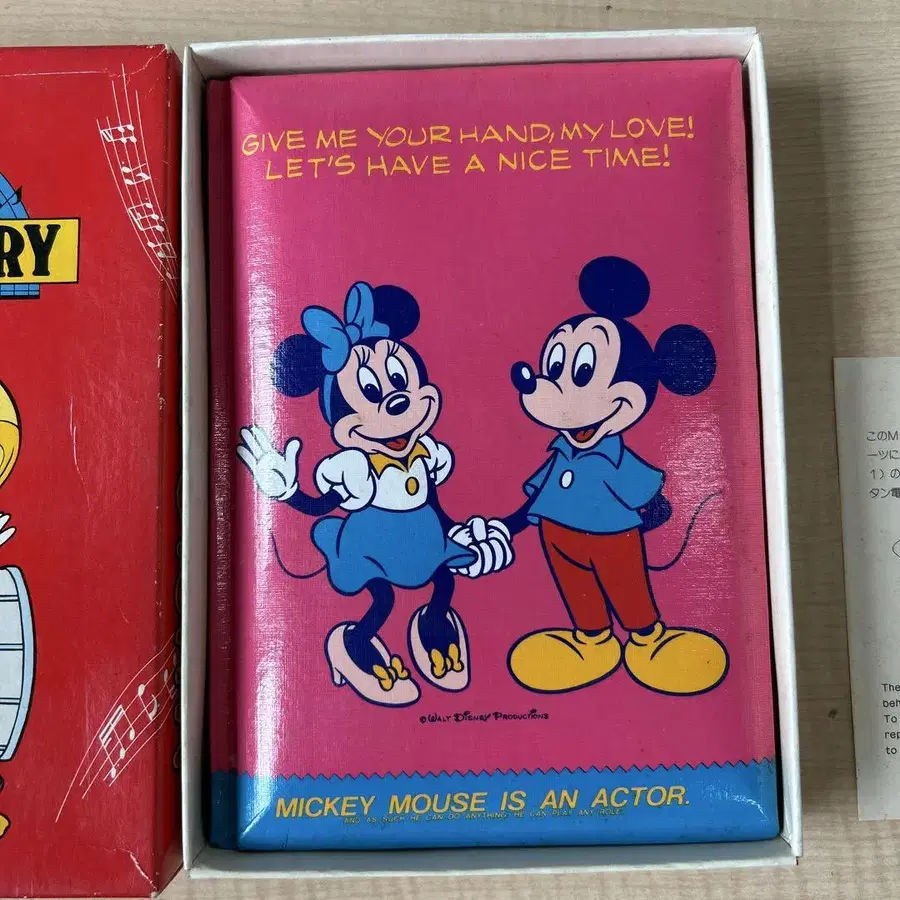 RY
GIVE ME YOUR HAND, MY LOVE!
LET'S HAVE A NICE TIME!
© WALT DISNEY PRODUCTIONS
MICKEY MOUSE IS AN ACTOR.
AND AS SUCH HE CAN DO ANYTHING, HE CAN PLAY ANY ROLE.
このM
ーツに
1）の
タン電
The
beh
To
rep
to